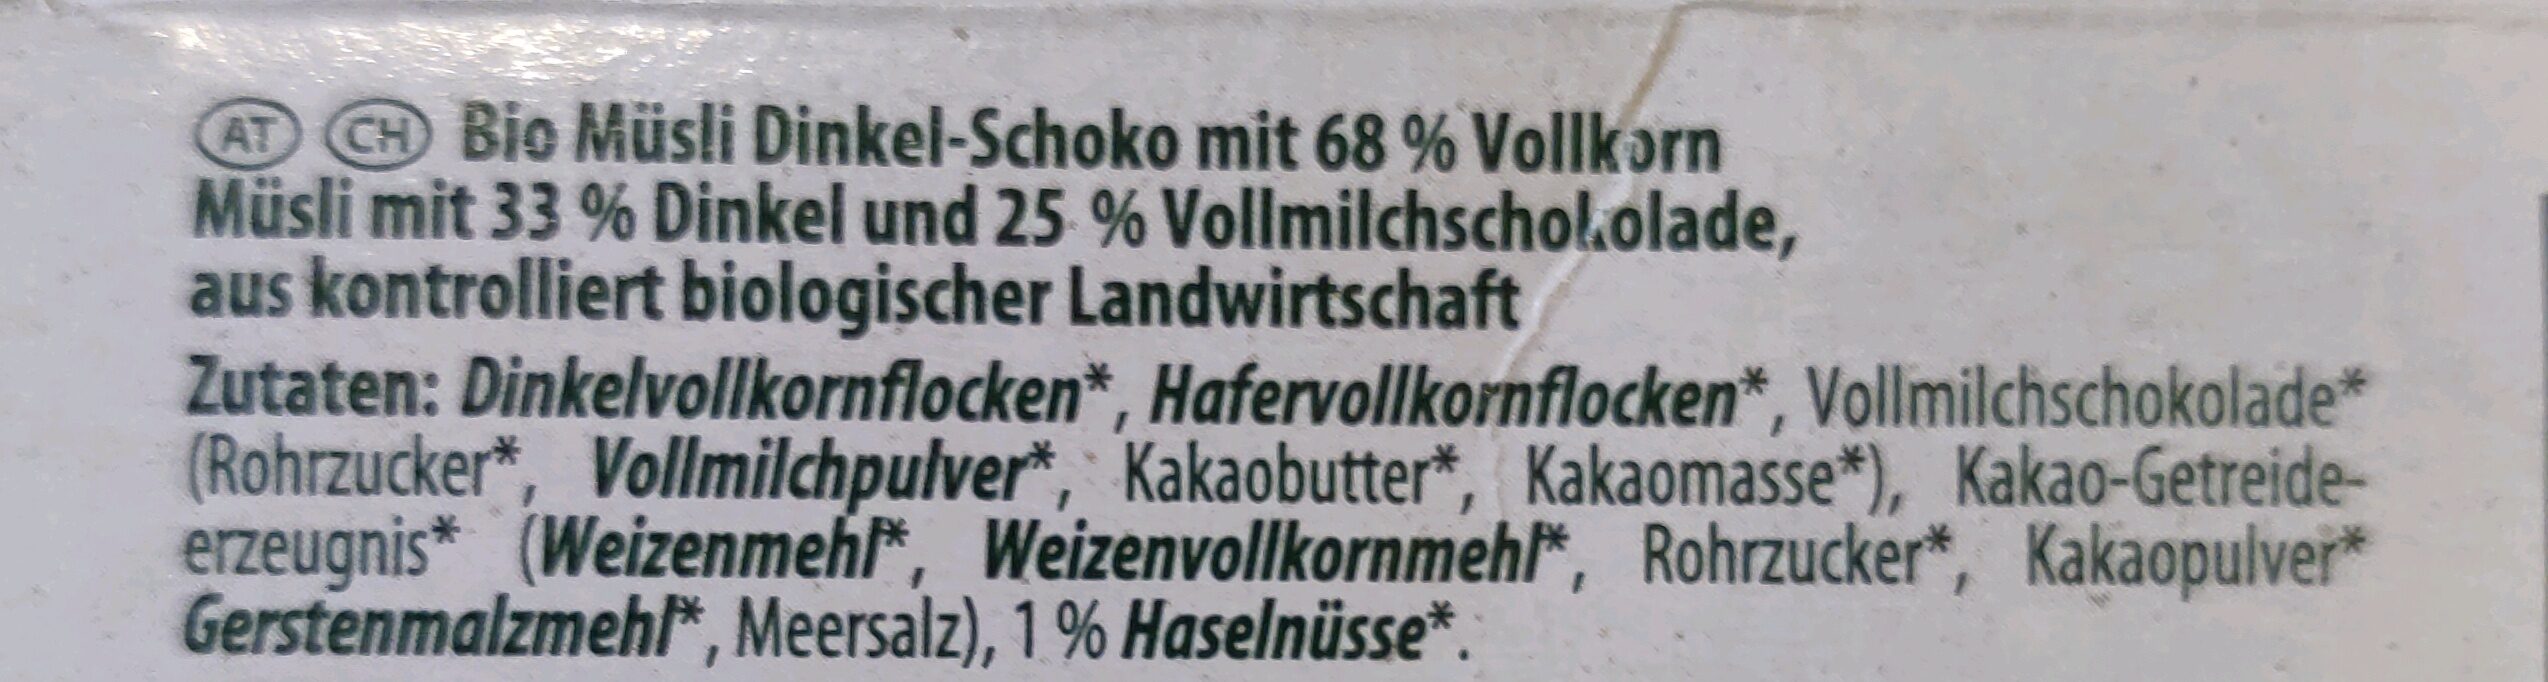 AT CH Bio Müsli Dinkel-Schoko mit 68 % Vollkorn
Müsli mit 33 % Dinkel und 25 % Vollmilchschokolade,
aus kontrolliert biologischer Landwirtschaft
Zutaten: Dinkelvollkornflocken*, Hafervollkornflocken*, Vollmilchschokolade*
(Rohrzucker*, Vollmilchpulver*, Kakaobutter*, Kakaomasse*), Kakao-Getreide-
erzeugnis* (Weizenmehl*, Weizenvollkornmehl*, Rohrzucker*, Kakaopulver*
Gerstenmalzmehl*, Meersalz), 1 % Haselnüsse*.